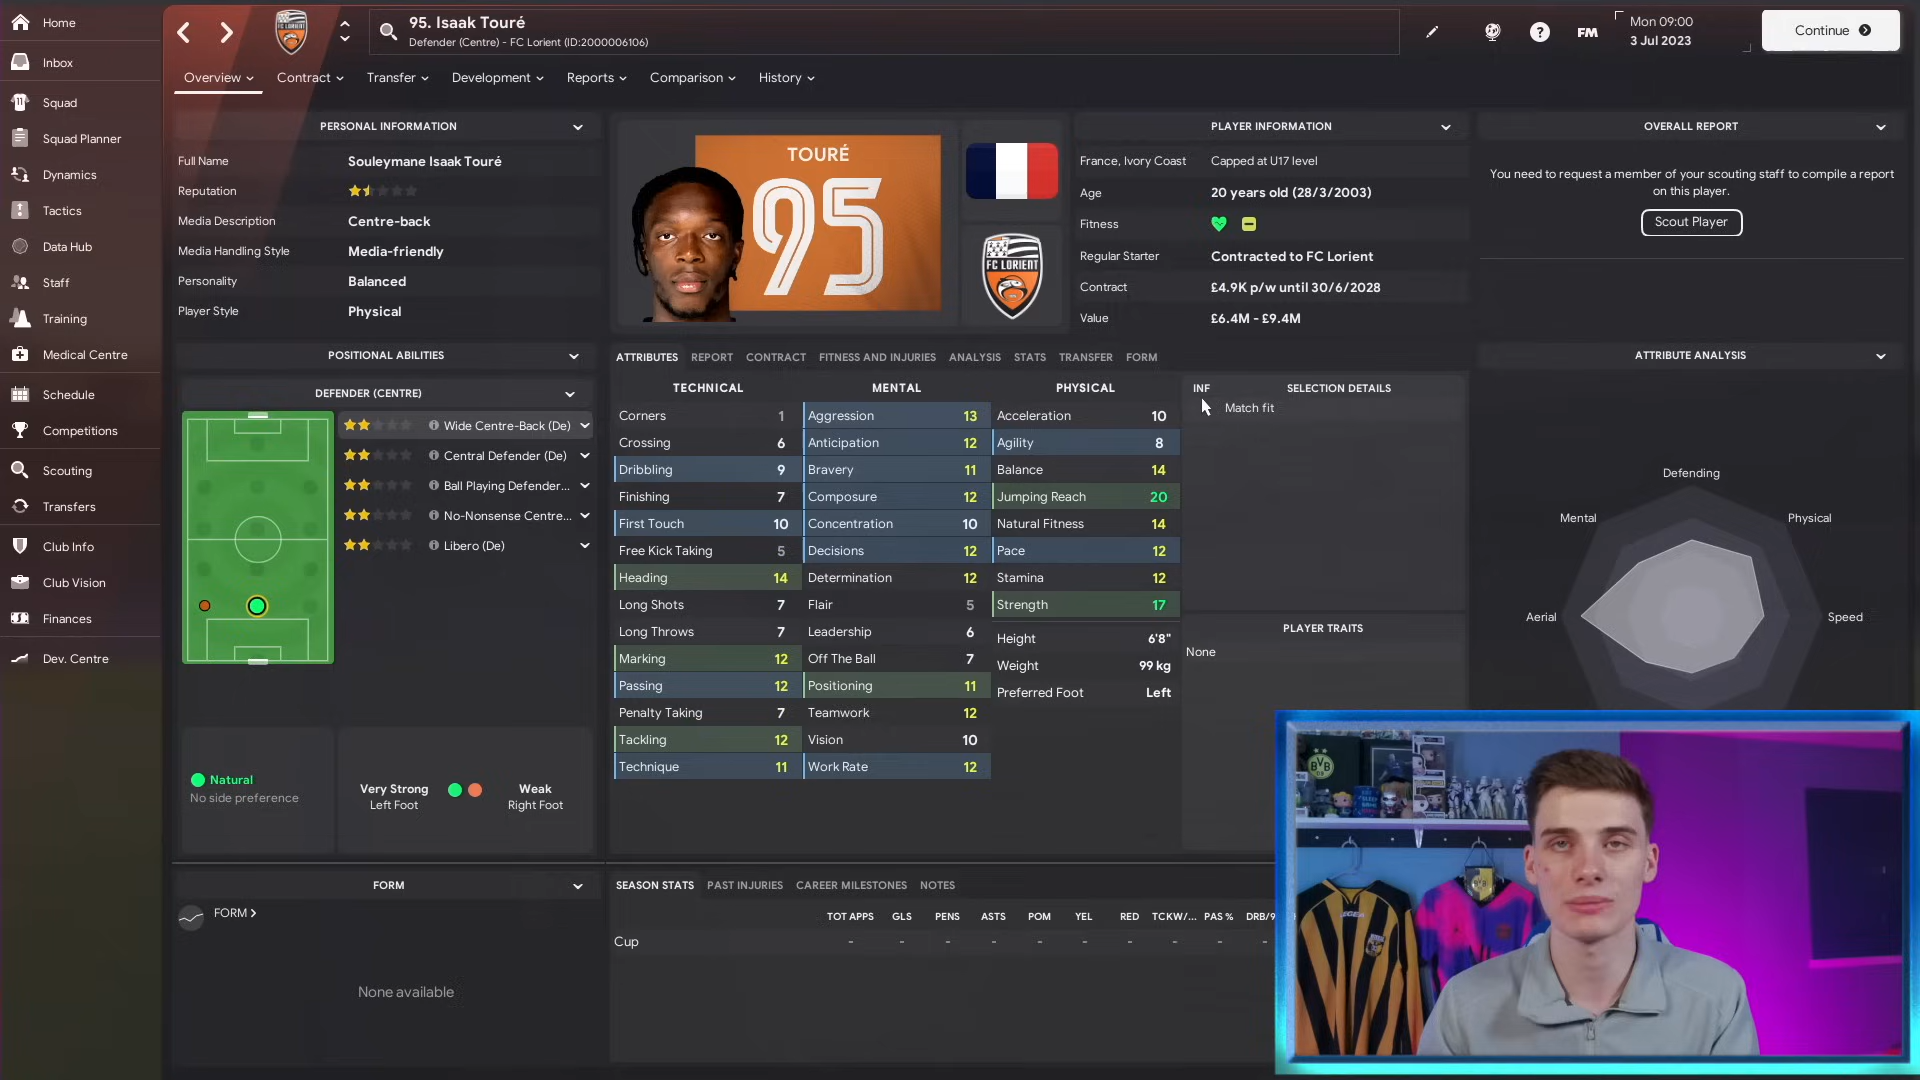 Home
Inbox
Squad
Squad Planner
Dynamics
Tactics
Data Hub
Staff
Training
Medical Centre
Schedule
Competitions
Scouting
Transfers
Club Info
Club Vision
Finances
Dev. Centre
95. Isaak Touré
Defender (Centre) - FC Lorient (ID:2000006106)
FM
Mon 09:00
3 Jul 2023
Continue
Overview
Contract
Transfer
Development
Reports
Comparison
History
PERSONAL INFORMATION
Full Name Souleymane Isaak Touré
Reputation
Media Description Centre-back
Media Handling Style Media-friendly
Personality Balanced
Player Style Physical
TOURÉ
95
FC LORIENT
PLAYER INFORMATION
France, Ivory Coast Capped at U17 level
Age 20 years old (28/3/2003)
Fitness
Regular Starter Contracted to FC Lorient
Contract £4.9K p/w until 30/6/2028
Value £6.4M - £9.4M
OVERALL REPORT
You need to request a member of your scouting staff to compile a report
on this player.
Scout Player
POSITIONAL ABILITIES
DEFENDER (CENTRE)
Wide Centre-Back (De)
Central Defender (De)
Ball Playing Defender...
No-Nonsense Centre...
Libero (De)
Natural
No side preference
Very Strong
Left Foot
Weak
Right Foot
ATTRIBUTES REPORT CONTRACT FITNESS AND INJURIES ANALYSIS STATS TRANSFER FORM
TECHNICAL
Corners 1
Crossing 6
Dribbling 9
Finishing 7
First Touch 10
Free Kick Taking 5
Heading 14
Long Shots 7
Long Throws 7
Marking 12
Passing 12
Penalty Taking 7
Tackling 12
Technique 11
MENTAL
Aggression 13
Anticipation 12
Bravery 11
Composure 12
Concentration 10
Decisions 12
Determination 12
Flair 5
Leadership 6
Off The Ball 7
Positioning 11
Teamwork 12
Vision 10
Work Rate 12
PHYSICAL
Acceleration 10
Agility 8
Balance 14
Jumping Reach 20
Natural Fitness 14
Pace 12
Stamina 12
Strength 17
Height 6'8"
Weight 99 kg
Preferred Foot Left
INF SELECTION DETAILS
Match fit
PLAYER TRAITS
None
ATTRIBUTE ANALYSIS
Defending
Mental
Physical
Aerial
Speed
FORM
FORM
None available
SEASON STATS PAST INJURIES CAREER MILESTONES NOTES
TOT APPS GLS PENS ASTS POM YEL RED TCKW/... PAS % DRB/9
Cup - - - - - - - - - -
BVB
09
LEGEA